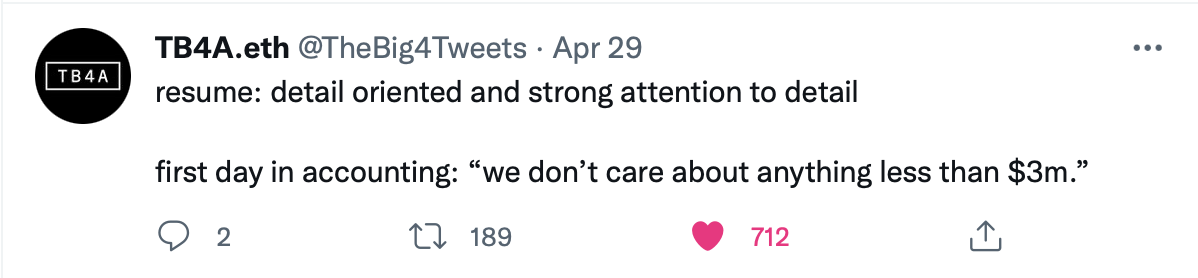 TB4A
TB4A.eth @TheBig4Tweets · Apr 29
resume: detail oriented and strong attention to detail
first day in accounting: “we don’t care about anything less than $3m.”
2 189 712